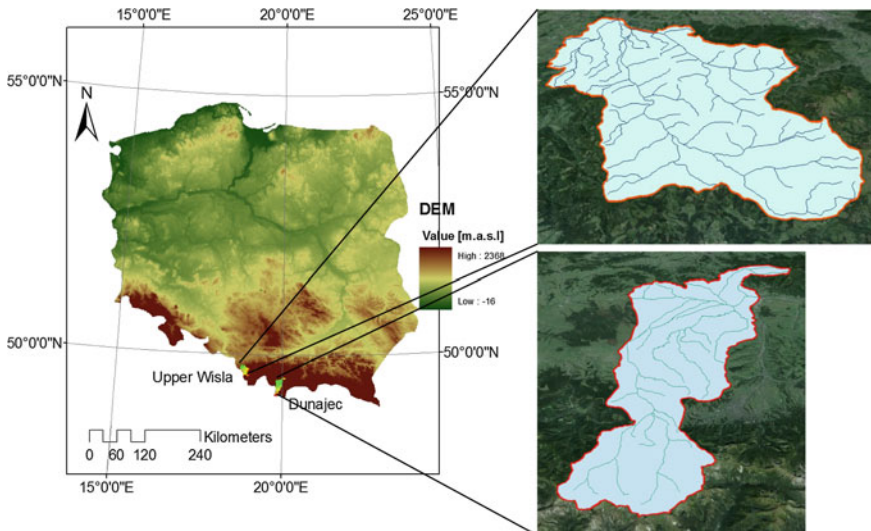 15°0'0"E 20°0'0"E 25°0'0"E
55°0'0"N
55°0'0"N
N
DEM
Value [m.a.s.l]
High : 2368
Low : -16
50°0'0"N
50°0'0"N
Upper Wisla
Dunajec
Kilometers
0 60 120 240
15°0'0"E 20°0'0"E